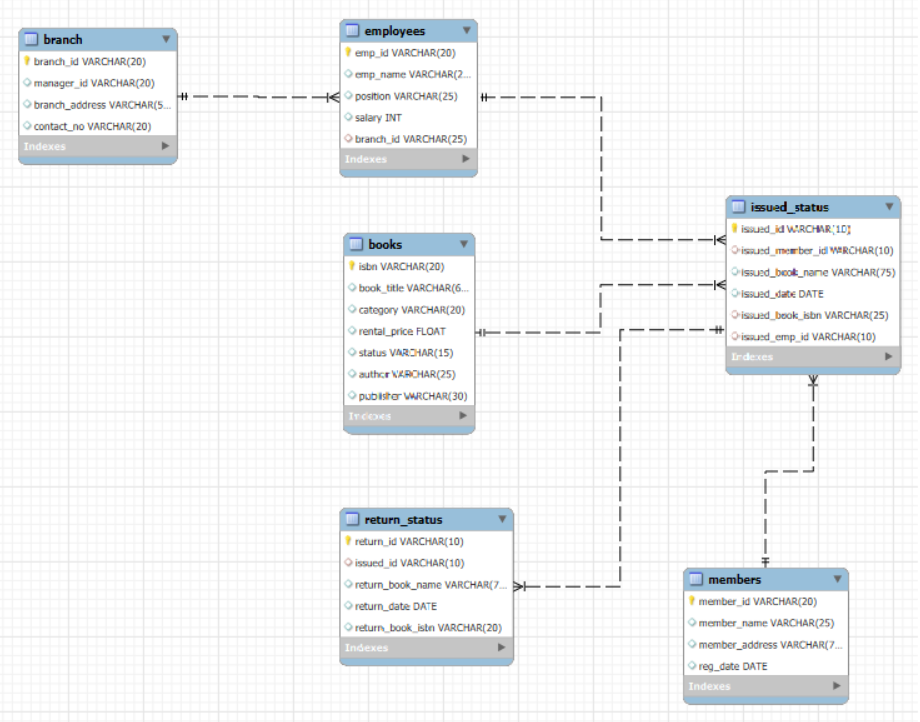 branch
branch_id VARCHAR(20)
manager_id VARCHAR(20)
branch_address VARCHAR(5...
contact_no VARCHAR(20)
Indexes
employees
emp_id VARCHAR(20)
emp_name VARCHAR(2...
position VARCHAR(25)
salary INT
branch_id VARCHAR(25)
Indexes
books
isbn VARCHAR(20)
book_title VARCHAR(6...
category VARCHAR(20)
rental_price FLOAT
status VARCHAR(15)
author VARCHAR(25)
publisher VARCHAR(30)
Indexes
issued_status
issued_id VARCHAR(10)
issued_member_id VARCHAR(10)
issued_book_name VARCHAR(75)
issued_date DATE
issued_book_isbn VARCHAR(25)
issued_emp_id VARCHAR(10)
Indexes
return_status
return_id VARCHAR(10)
issued_id VARCHAR(10)
return_book_name VARCHAR(7...
return_date DATE
return_book_isbn VARCHAR(20)
Indexes
members
member_id VARCHAR(20)
member_name VARCHAR(25)
member_address VARCHAR(7...
reg_date DATE
Indexes